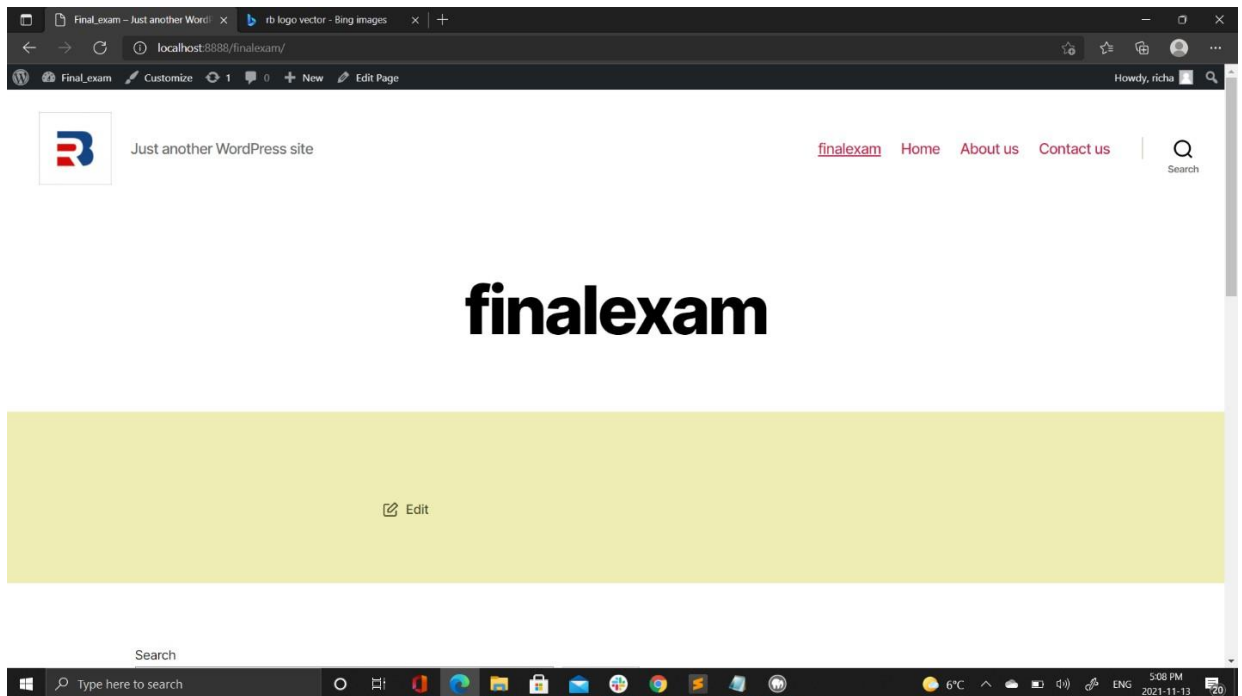 Final_exam – Just another Word
rb logo vector - Bing images
localhost:8888/finalexam/
Final_exam Customize 1 0 + New Edit Page Howdy, richa
Just another WordPress site
finalexam Home About us Contact us
Search
finalexam
Edit
Search
Type here to search
6°C ENG 5:08 PM
2021-11-13
20